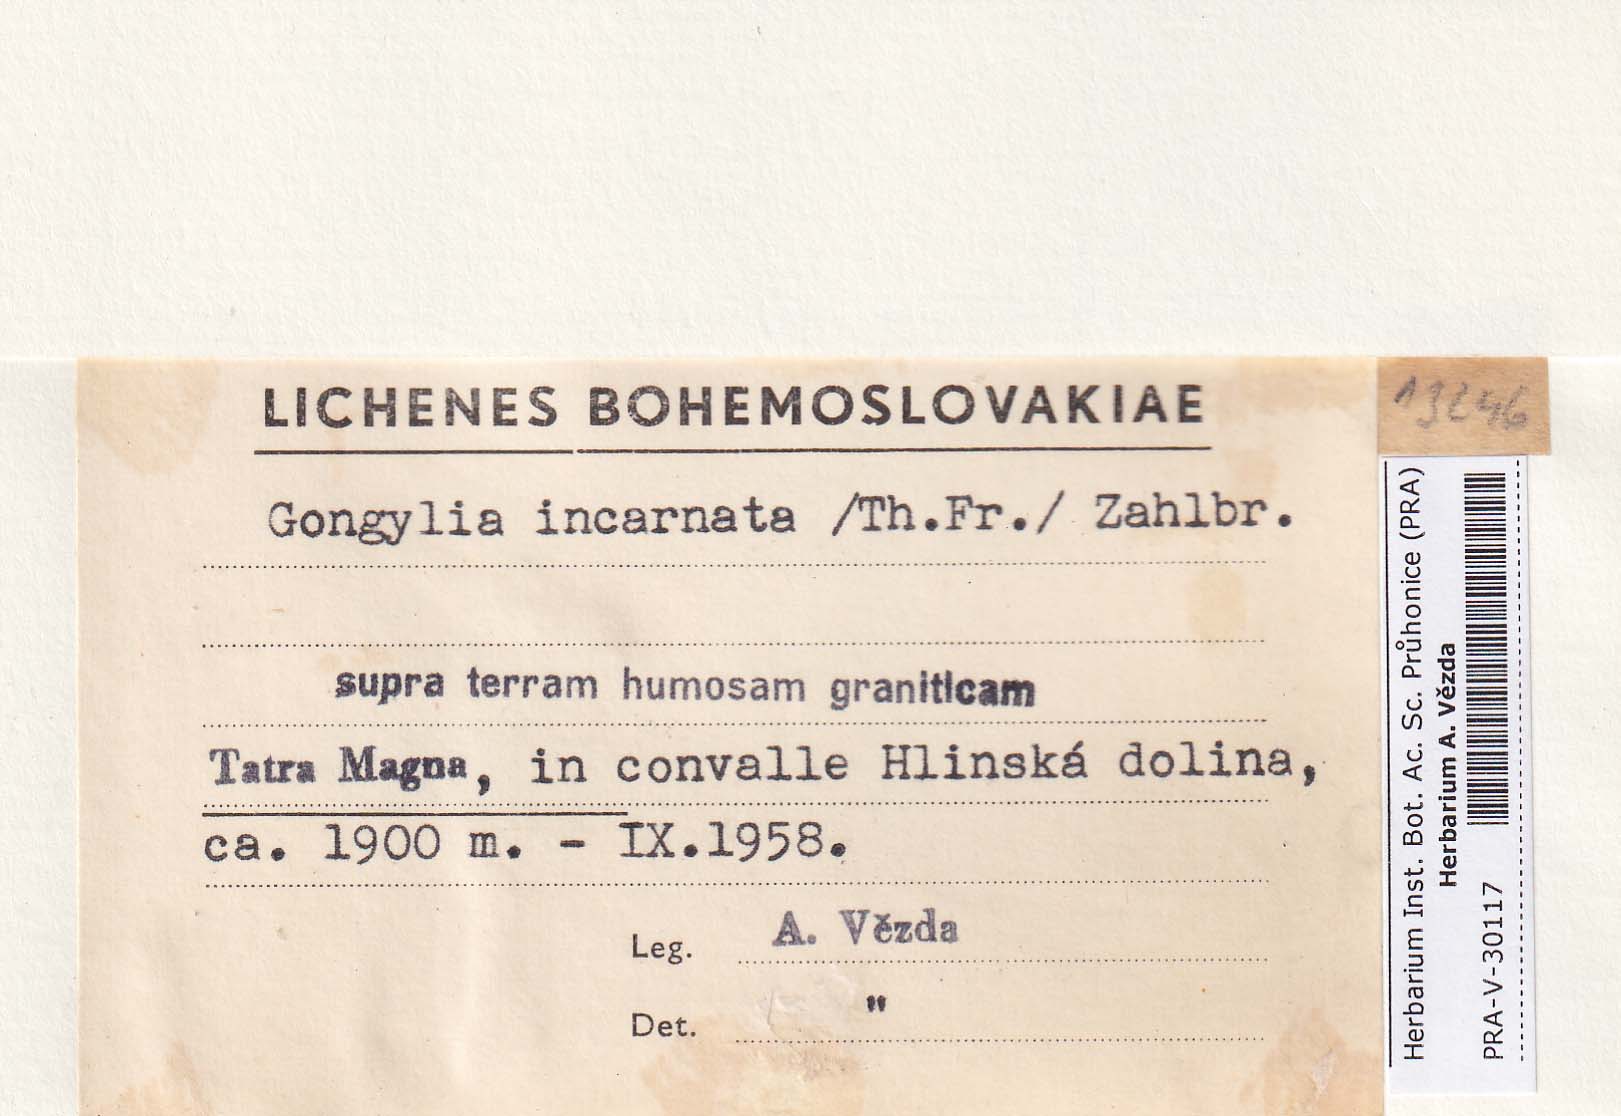 LICHENES BOHEMOSLOVAKIAE
Gongylia incarnata /Th.Fr./ Zahlbr.
supra terram humosam graniticam
Tatra Magna, in convalle Hlinská dolina,
ca. 1900 m. - IX.1958.
Leg. A. Vězda
Det. "
19246
Herbarium Inst. Bot. Ac. Sc. Průhonice (PRA)
Herbarium A. Vězda
PRA-V-30117